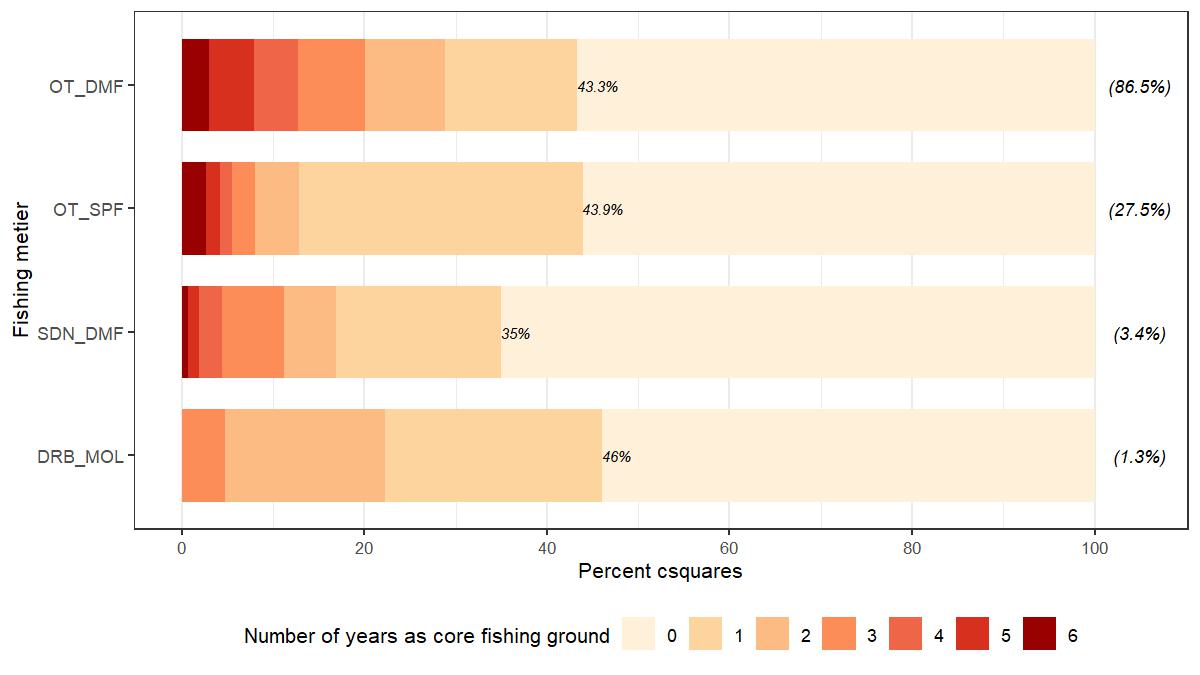 Fishing metier
OT_DMF
43.3%
(86.5%)
OT_SPF
43.9%
(27.5%)
SDN_DMF
35%
(3.4%)
DRB_MOL
46%
(1.3%)
0 20 40 60 80 100
Percent csquares
Number of years as core fishing ground 0 1 2 3 4 5 6